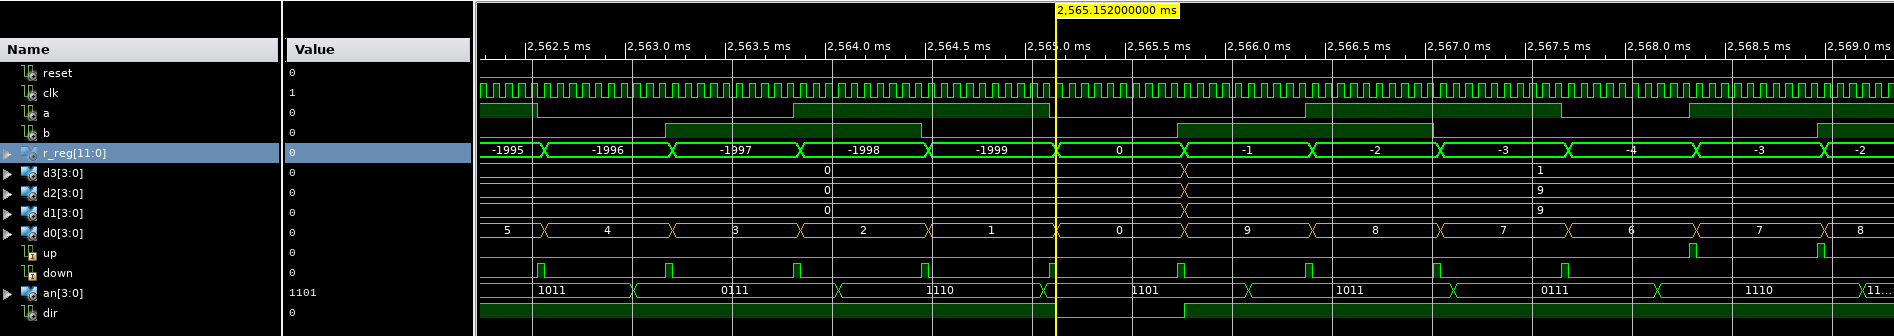 2,565.152000000 ms
Name Value 2,562.5 ms 2,563.0 ms 2,563.5 ms 2,564.0 ms 2,564.5 ms 2,565.0 ms 2,565.5 ms 2,566.0 ms 2,566.5 ms 2,567.0 ms 2,567.5 ms 2,568.0 ms 2,568.5 ms 2,569.0 ms
reset 0
clk 1
a 0
b 0
r_reg[11:0] 0 -1995 -1996 -1997 -1998 -1999 0 -1 -2 -3 -4 -3 -2
d3[3:0] 0 0 1
d2[3:0] 0 0 9
d1[3:0] 0 0 9
d0[3:0] 0 5 4 3 2 1 0 9 8 7 6 7 8
up 0
down 0
an[3:0] 1101 1011 0111 1110 1101 1011 0111 1110 11...
dir 0